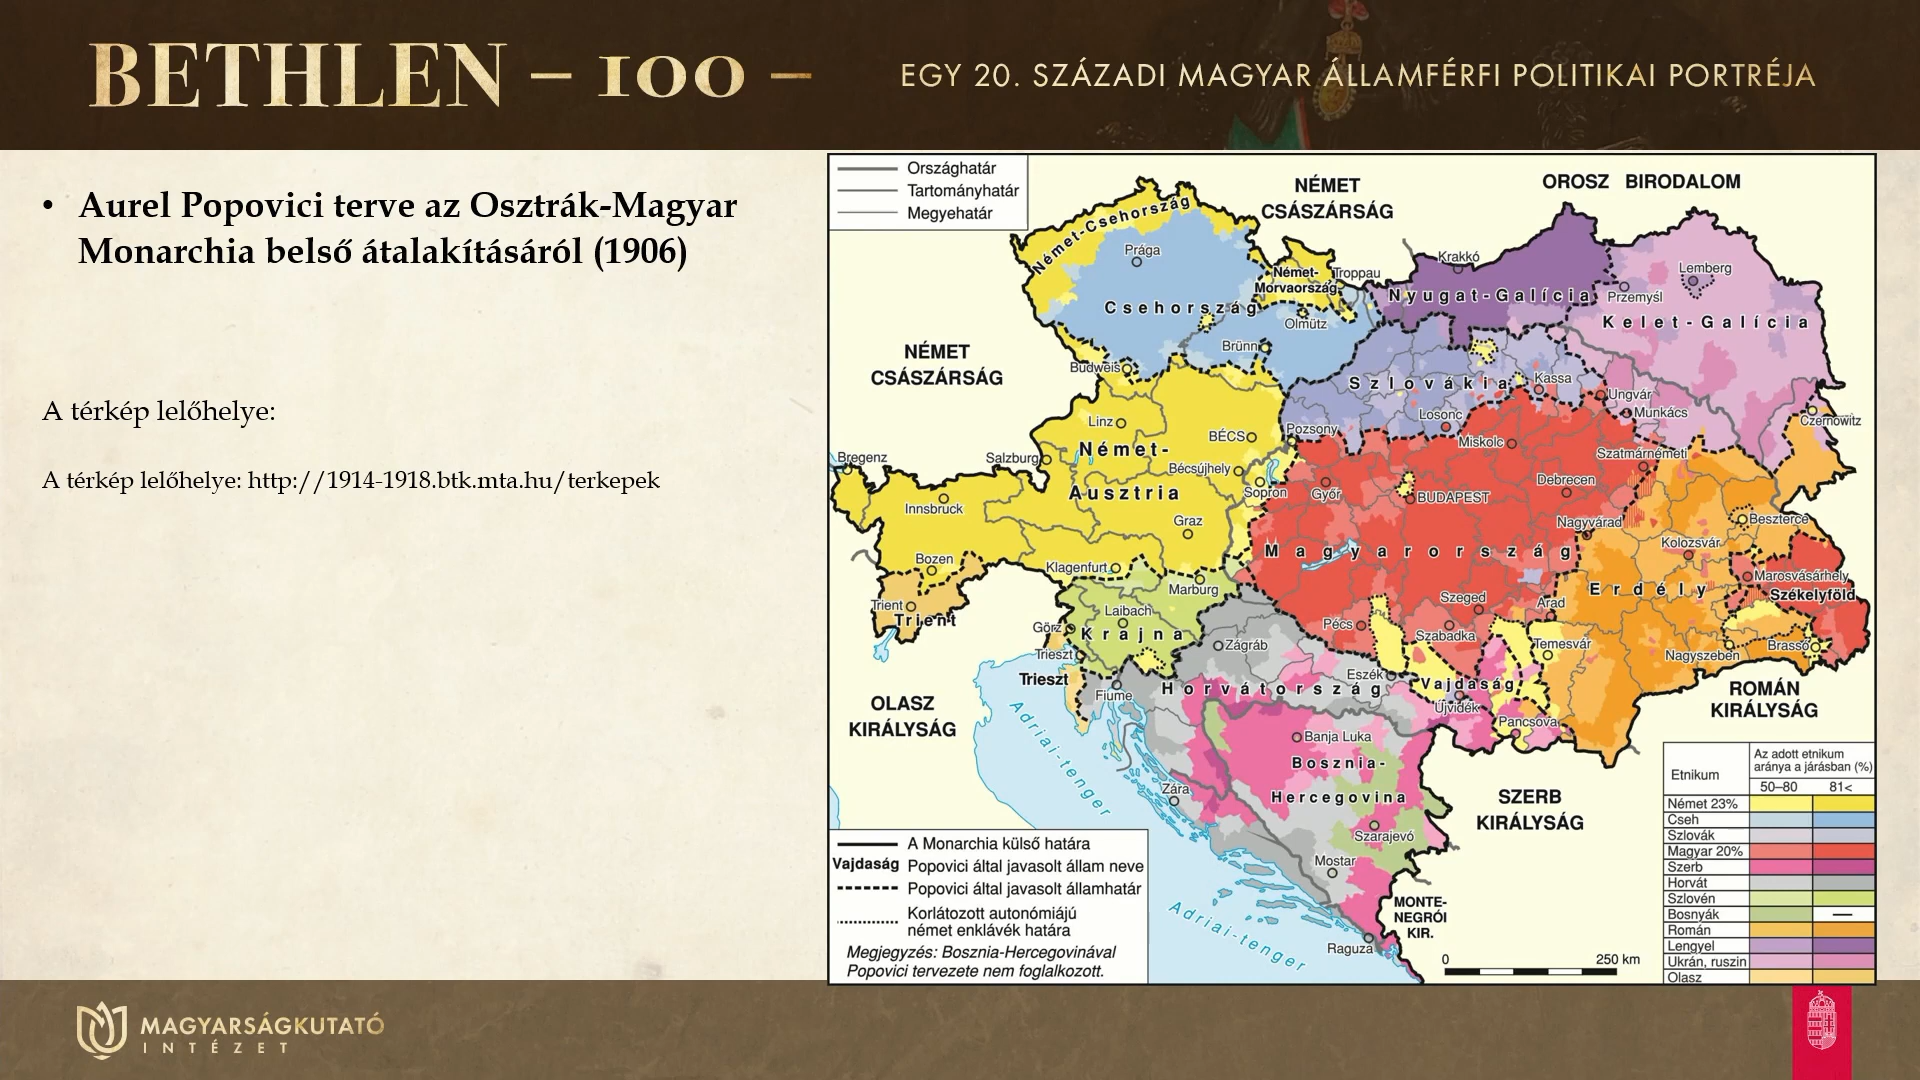 BETHLEN – 100 –
EGY 20. SZÁZADI MAGYAR ÁLLAMFÉRFI POLITIKAI PORTRÉJA
• Aurel Popovici terve az Osztrák-Magyar
Monarchia belső átalakításáról (1906)
A térkép lelőhelye:
A térkép lelőhelye: http://1914-1918.btk.mta.hu/terkepek
Országhatár
Tartományhatár
Megyehatár
NÉMET
CSÁSZÁRSÁG
OROSZ BIRODALOM
Német-Csehország
Prága
Csehország
Német-
Morvaország
Troppau
Olmütz
Brünn
Budweis
Krakkó
Nyugat-Galícia
Przemyśl
Lemberg
Kelet-Galícia
NÉMET
CSÁSZÁRSÁG
Szlovákia
Kassa
Ungvár
Munkács
Losonc
Miskolc
Czernowitz
Szatmárnémeti
Linz
BÉCS
Pozsony
Német-
Ausztria
Bregenz
Salzburg
Bécsújhely
Sopron
Győr
BUDAPEST
Debrecen
Innsbruck
Graz
Nagyvárad
Beszterce
Kolozsvár
Magyarország
Bozen
Klagenfurt
Marburg
Erdély
Marosvásárhely
Székelyföld
Trient
Trient
Laibach
Krajna
Görz
Trieszt
Trieszt
Zágráb
Pécs
Szeged
Arad
Szabadka
Temesvár
Nagyszeben
Brassó
Eszék
Vajdaság
Újvidék
Pancsova
Fiume
Horvátország
OLASZ
KIRÁLYSÁG
Adriai-tenger
ROMÁN
KIRÁLYSÁG
Banja Luka
Bosznia-
Hercegovina
Zára
Szarajevó
Mostar
SZERB
KIRÁLYSÁG
MONTE-
NEGRÓI
KIR.
Raguza
Adriai-tenger
0 250 km
A Monarchia külső határa
Vajdaság Popovici által javasolt állam neve
Popovici által javasolt államhatár
Korlátozott autonómiájú
német enklávék határa
Megjegyzés: Bosznia-Hercegovinával
Popovici tervezete nem foglalkozott.
Etnikum
Az adott etnikum
aránya a járásban (%)
50–80 81<
Német 23%
Cseh
Szlovák
Magyar 20%
Szerb
Horvát
Szlovén
Bosnyák —
Román
Lengyel
Ukrán, ruszin
Olasz
MAGYARSÁGKUTATÓ
INTÉZET